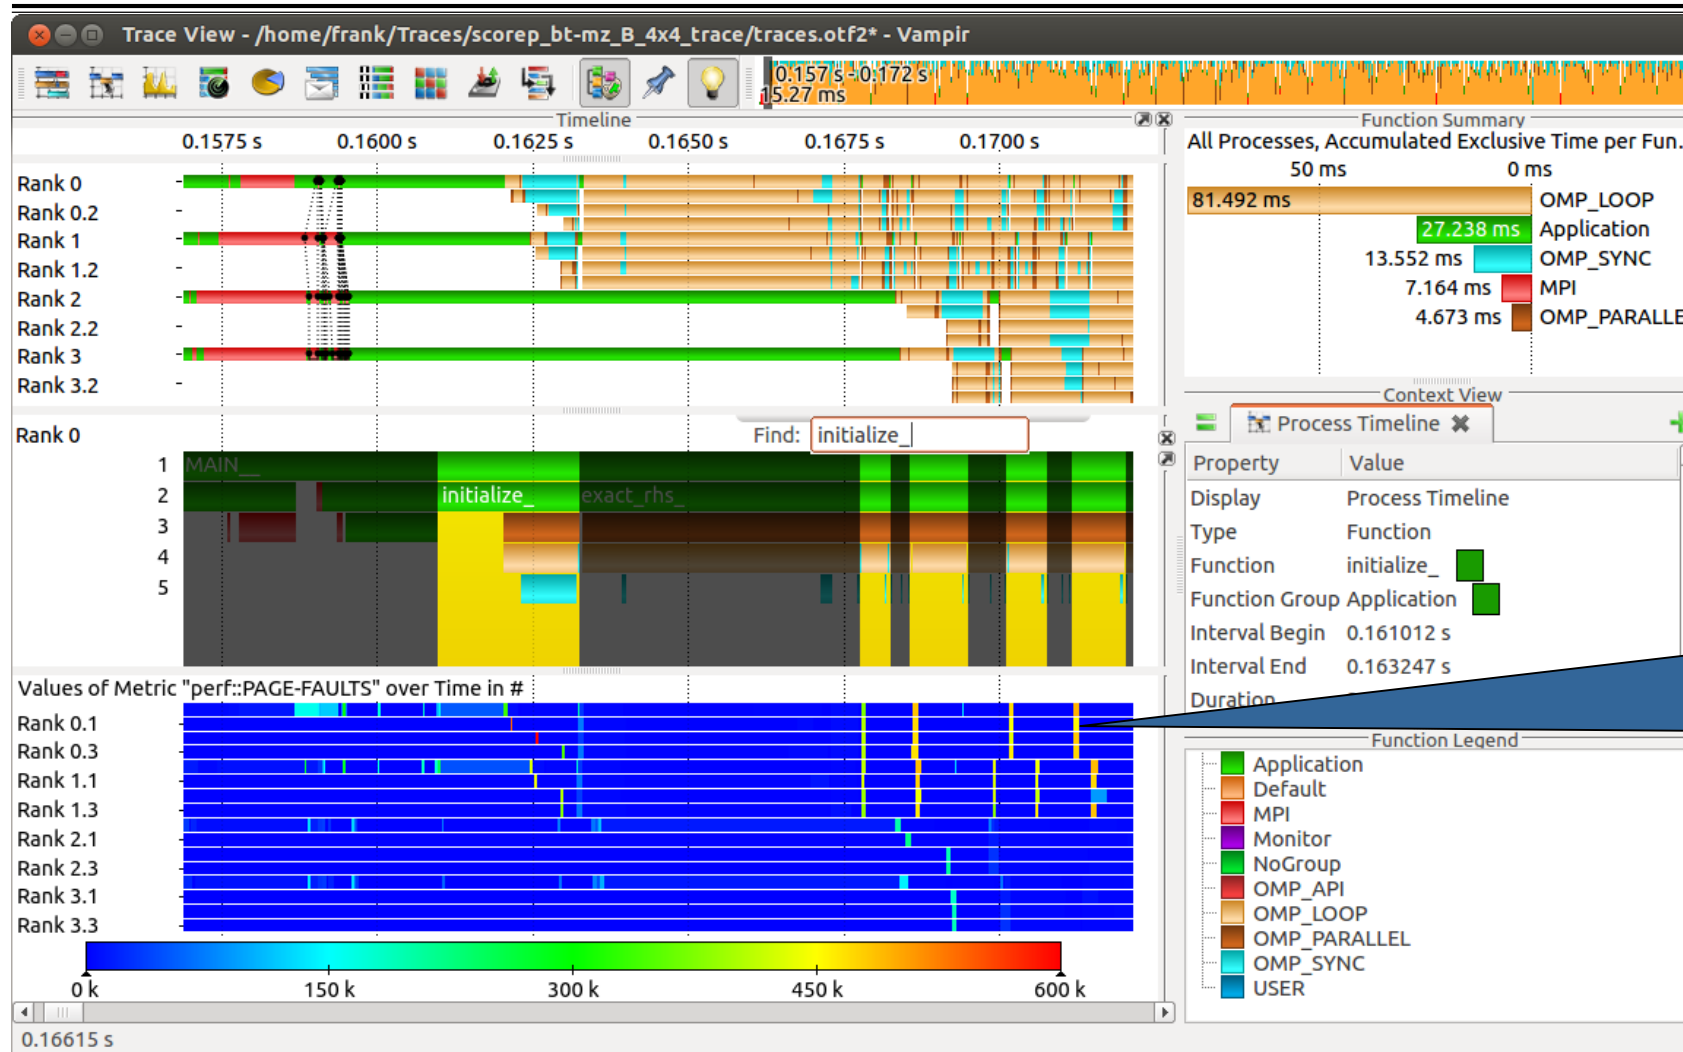 Trace View - /home/frank/Traces/scorep_bt-mz_B_4x4_trace/traces.otf2* - Vampir
0.157 s - 0.172 s
15.27 ms
Timeline
0.1575 s 0.1600 s 0.1625 s 0.1650 s 0.1675 s 0.1700 s
Rank 0
Rank 0.2
Rank 1
Rank 1.2
Rank 2
Rank 2.2
Rank 3
Rank 3.2
Rank 0
Find: initialize_
1 MAIN__
2 initialize_ exact_rhs_
3
4
5
Values of Metric "perf::PAGE-FAULTS" over Time in #
Rank 0.1
Rank 0.3
Rank 1.1
Rank 1.3
Rank 2.1
Rank 2.3
Rank 3.1
Rank 3.3
0 k 150 k 300 k 450 k 600 k
0.16615 s
Function Summary
All Processes, Accumulated Exclusive Time per Fun.
50 ms 0 ms
81.492 ms OMP_LOOP
27.238 ms Application
13.552 ms OMP_SYNC
7.164 ms MPI
4.673 ms OMP_PARALLE
Context View
Process Timeline
Property Value
Display Process Timeline
Type Function
Function initialize_
Function Group Application
Interval Begin 0.161012 s
Interval End 0.163247 s
Duration
Function Legend
Application
Default
MPI
Monitor
NoGroup
OMP_API
OMP_LOOP
OMP_PARALLEL
OMP_SYNC
USER